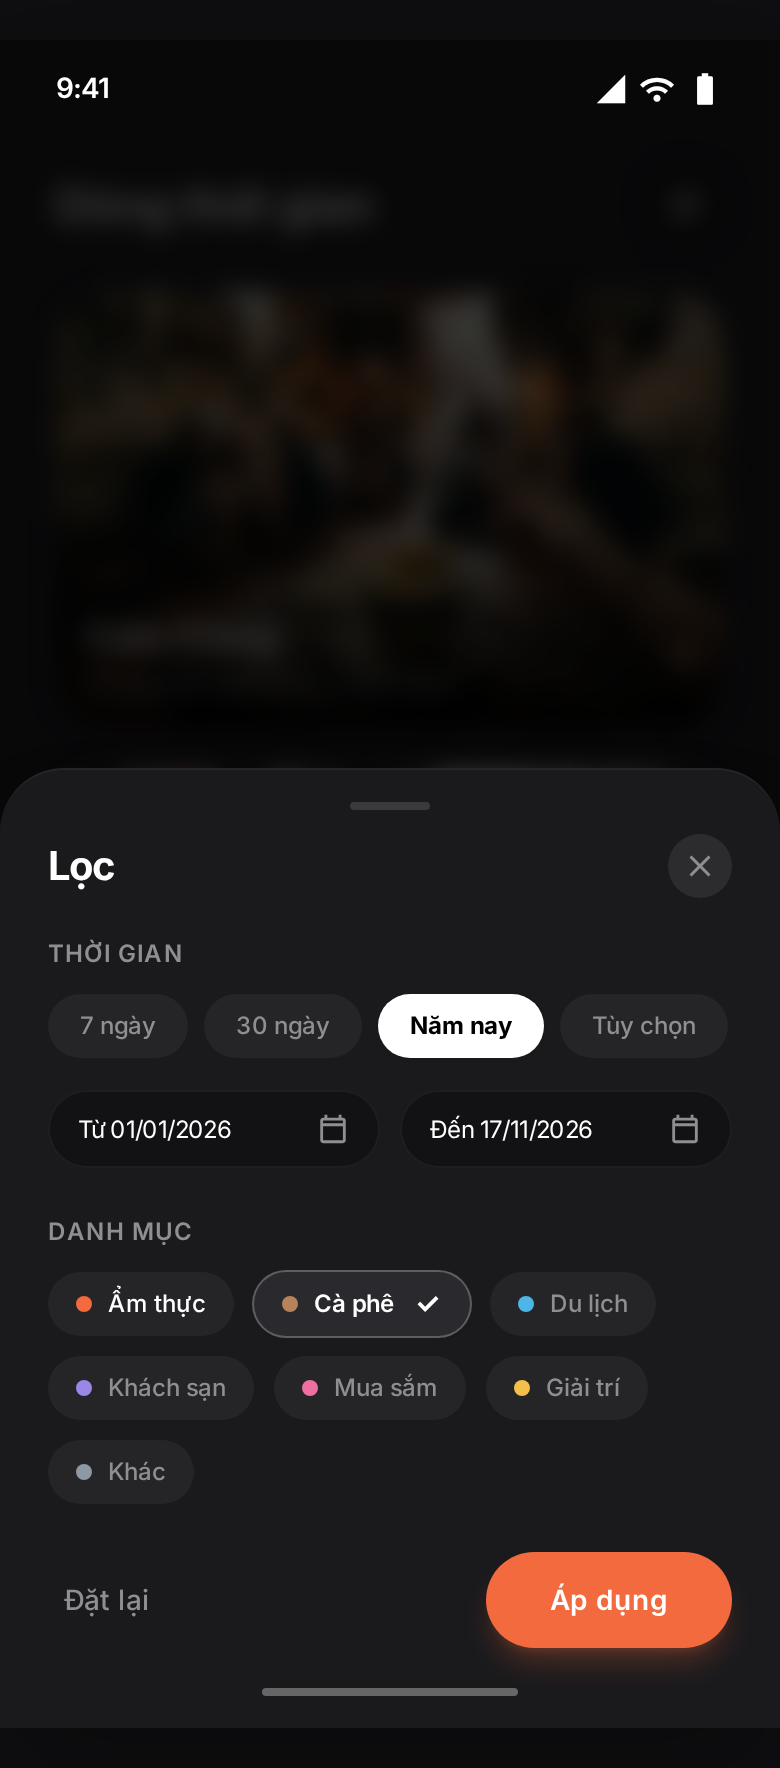 9:41
Lọc
THỜI GIAN
7 ngày 30 ngày Năm nay Tùy chọn
Từ 01/01/2026 Đến 17/11/2026
DANH MỤC
Ẩm thực Cà phê Du lịch
Khách sạn Mua sắm Giải trí
Khác
Đặt lại Áp dụng